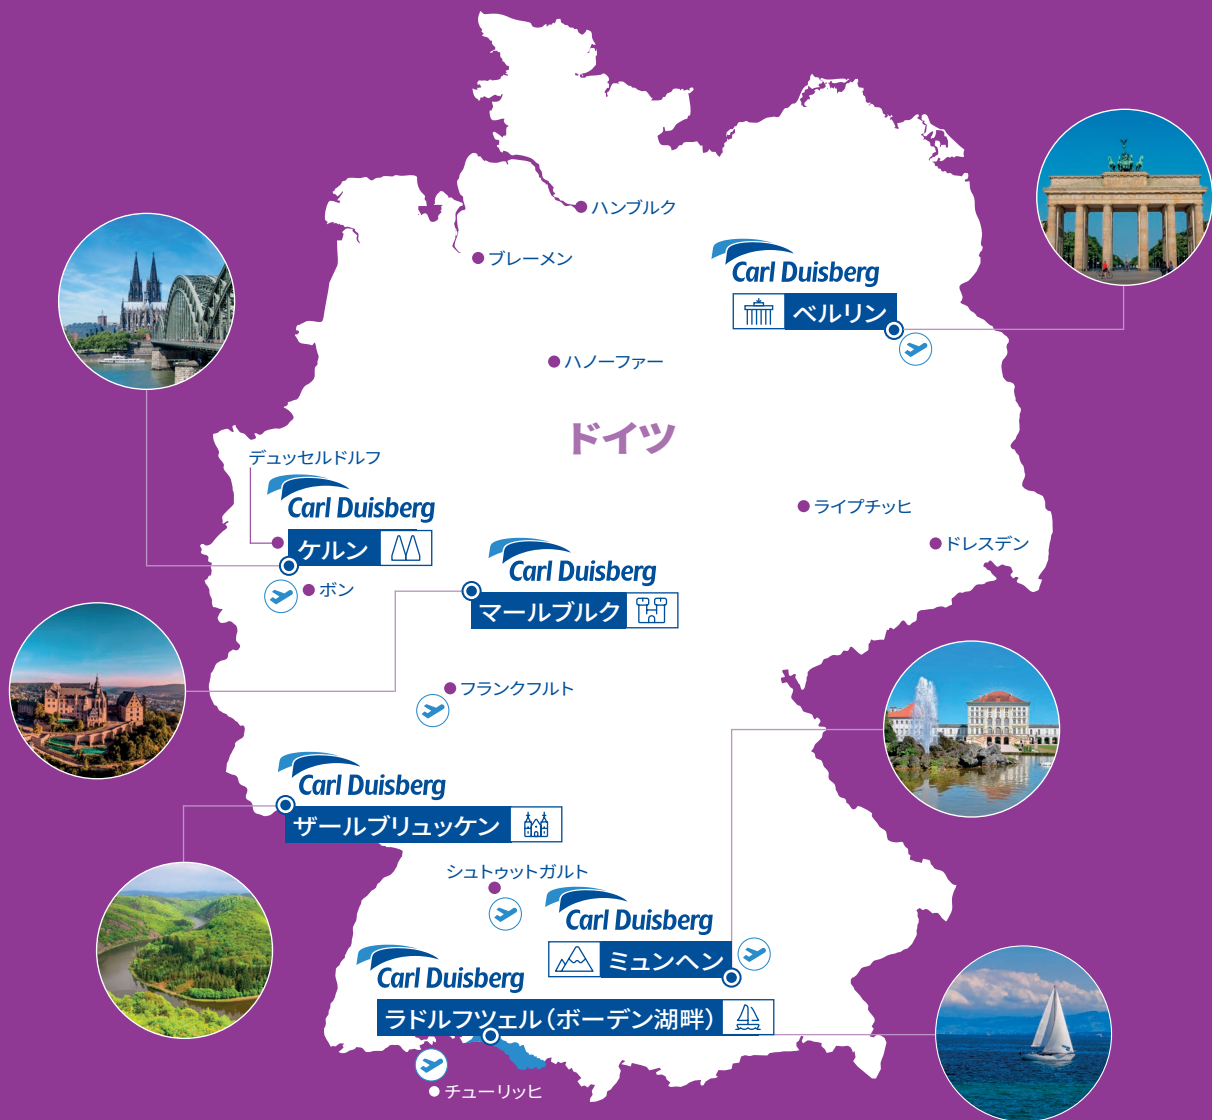 ハンブルク
ブレーメン
Carl Duisberg
ベルリン
ハノーファー
ドイツ
デュッセルドルフ
Carl Duisberg
ケルン
ライプチッヒ
ドレスデン
ボン
Carl Duisberg
マールブルク
フランクフルト
Carl Duisberg
ザールブリュッケン
シュトゥットガルト
Carl Duisberg
ミュンヘン
Carl Duisberg
ラドルフツェル（ボーデン湖畔）
チューリッヒ